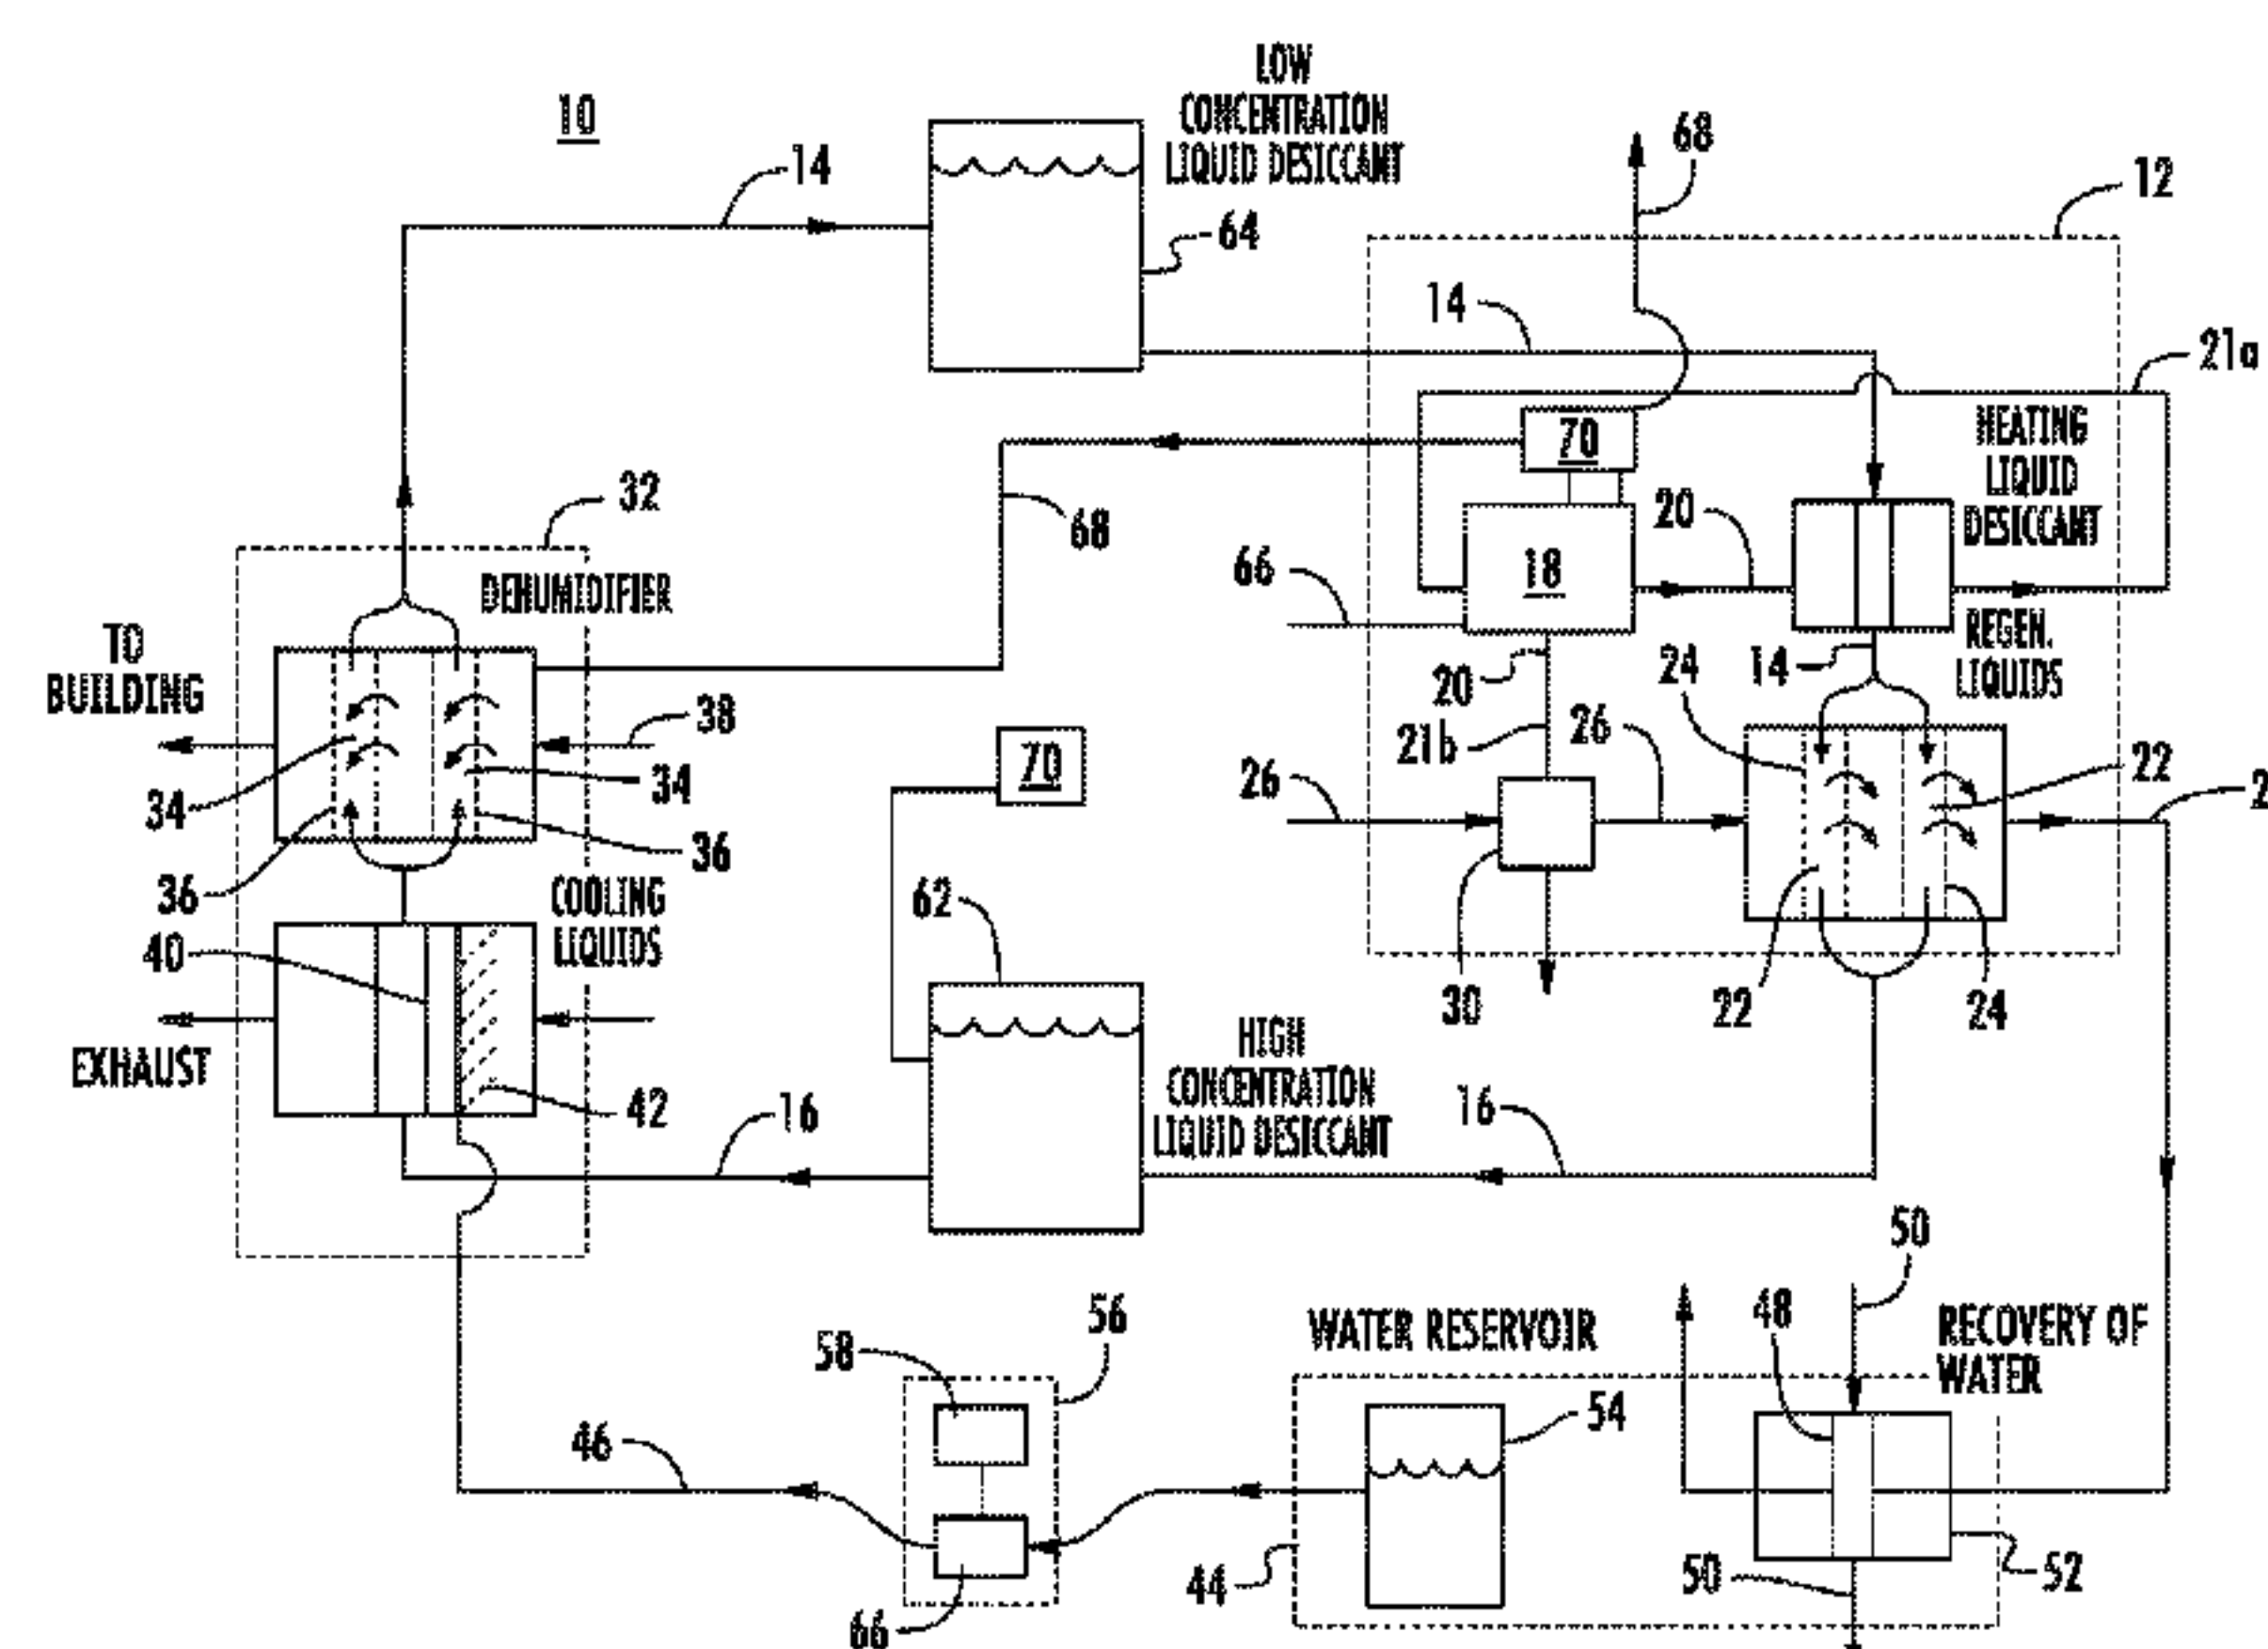 10
LOW
CONCENTRATION
LIQUID DESICCANT
68
12
14
64
14
21a
70
HEATING
LIQUID
DESICCANT
32
68
20
66
18
DEHUMIDIFIER
TO
BUILDING
REGEN.
LIQUIDS
20
24
14
38
21b
26
34
34
70
26
22
36
36
62
COOLING
LIQUIDS
40
30
22
24
EXHAUST
42
16
HIGH
CONCENTRATION
LIQUID DESICCANT
16
50
56
58
WATER RESERVOIR
48
RECOVERY OF
WATER
54
46
44
50
52
66